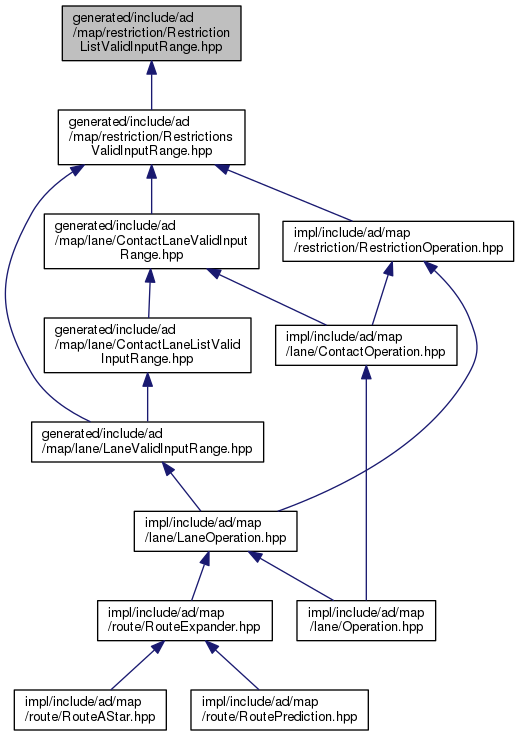 generated/include/ad
/map/restriction/Restriction
ListValidInputRange.hpp
generated/include/ad
/map/restriction/Restrictions
ValidInputRange.hpp
generated/include/ad
/map/lane/ContactLaneValidInput
Range.hpp
impl/include/ad/map
/restriction/RestrictionOperation.hpp
generated/include/ad
/map/lane/ContactLaneListValid
InputRange.hpp
impl/include/ad/map
/lane/ContactOperation.hpp
generated/include/ad
/map/lane/LaneValidInputRange.hpp
impl/include/ad/map
/lane/LaneOperation.hpp
impl/include/ad/map
/route/RouteExpander.hpp
impl/include/ad/map
/lane/Operation.hpp
impl/include/ad/map
/route/RouteAStar.hpp
impl/include/ad/map
/route/RoutePrediction.hpp